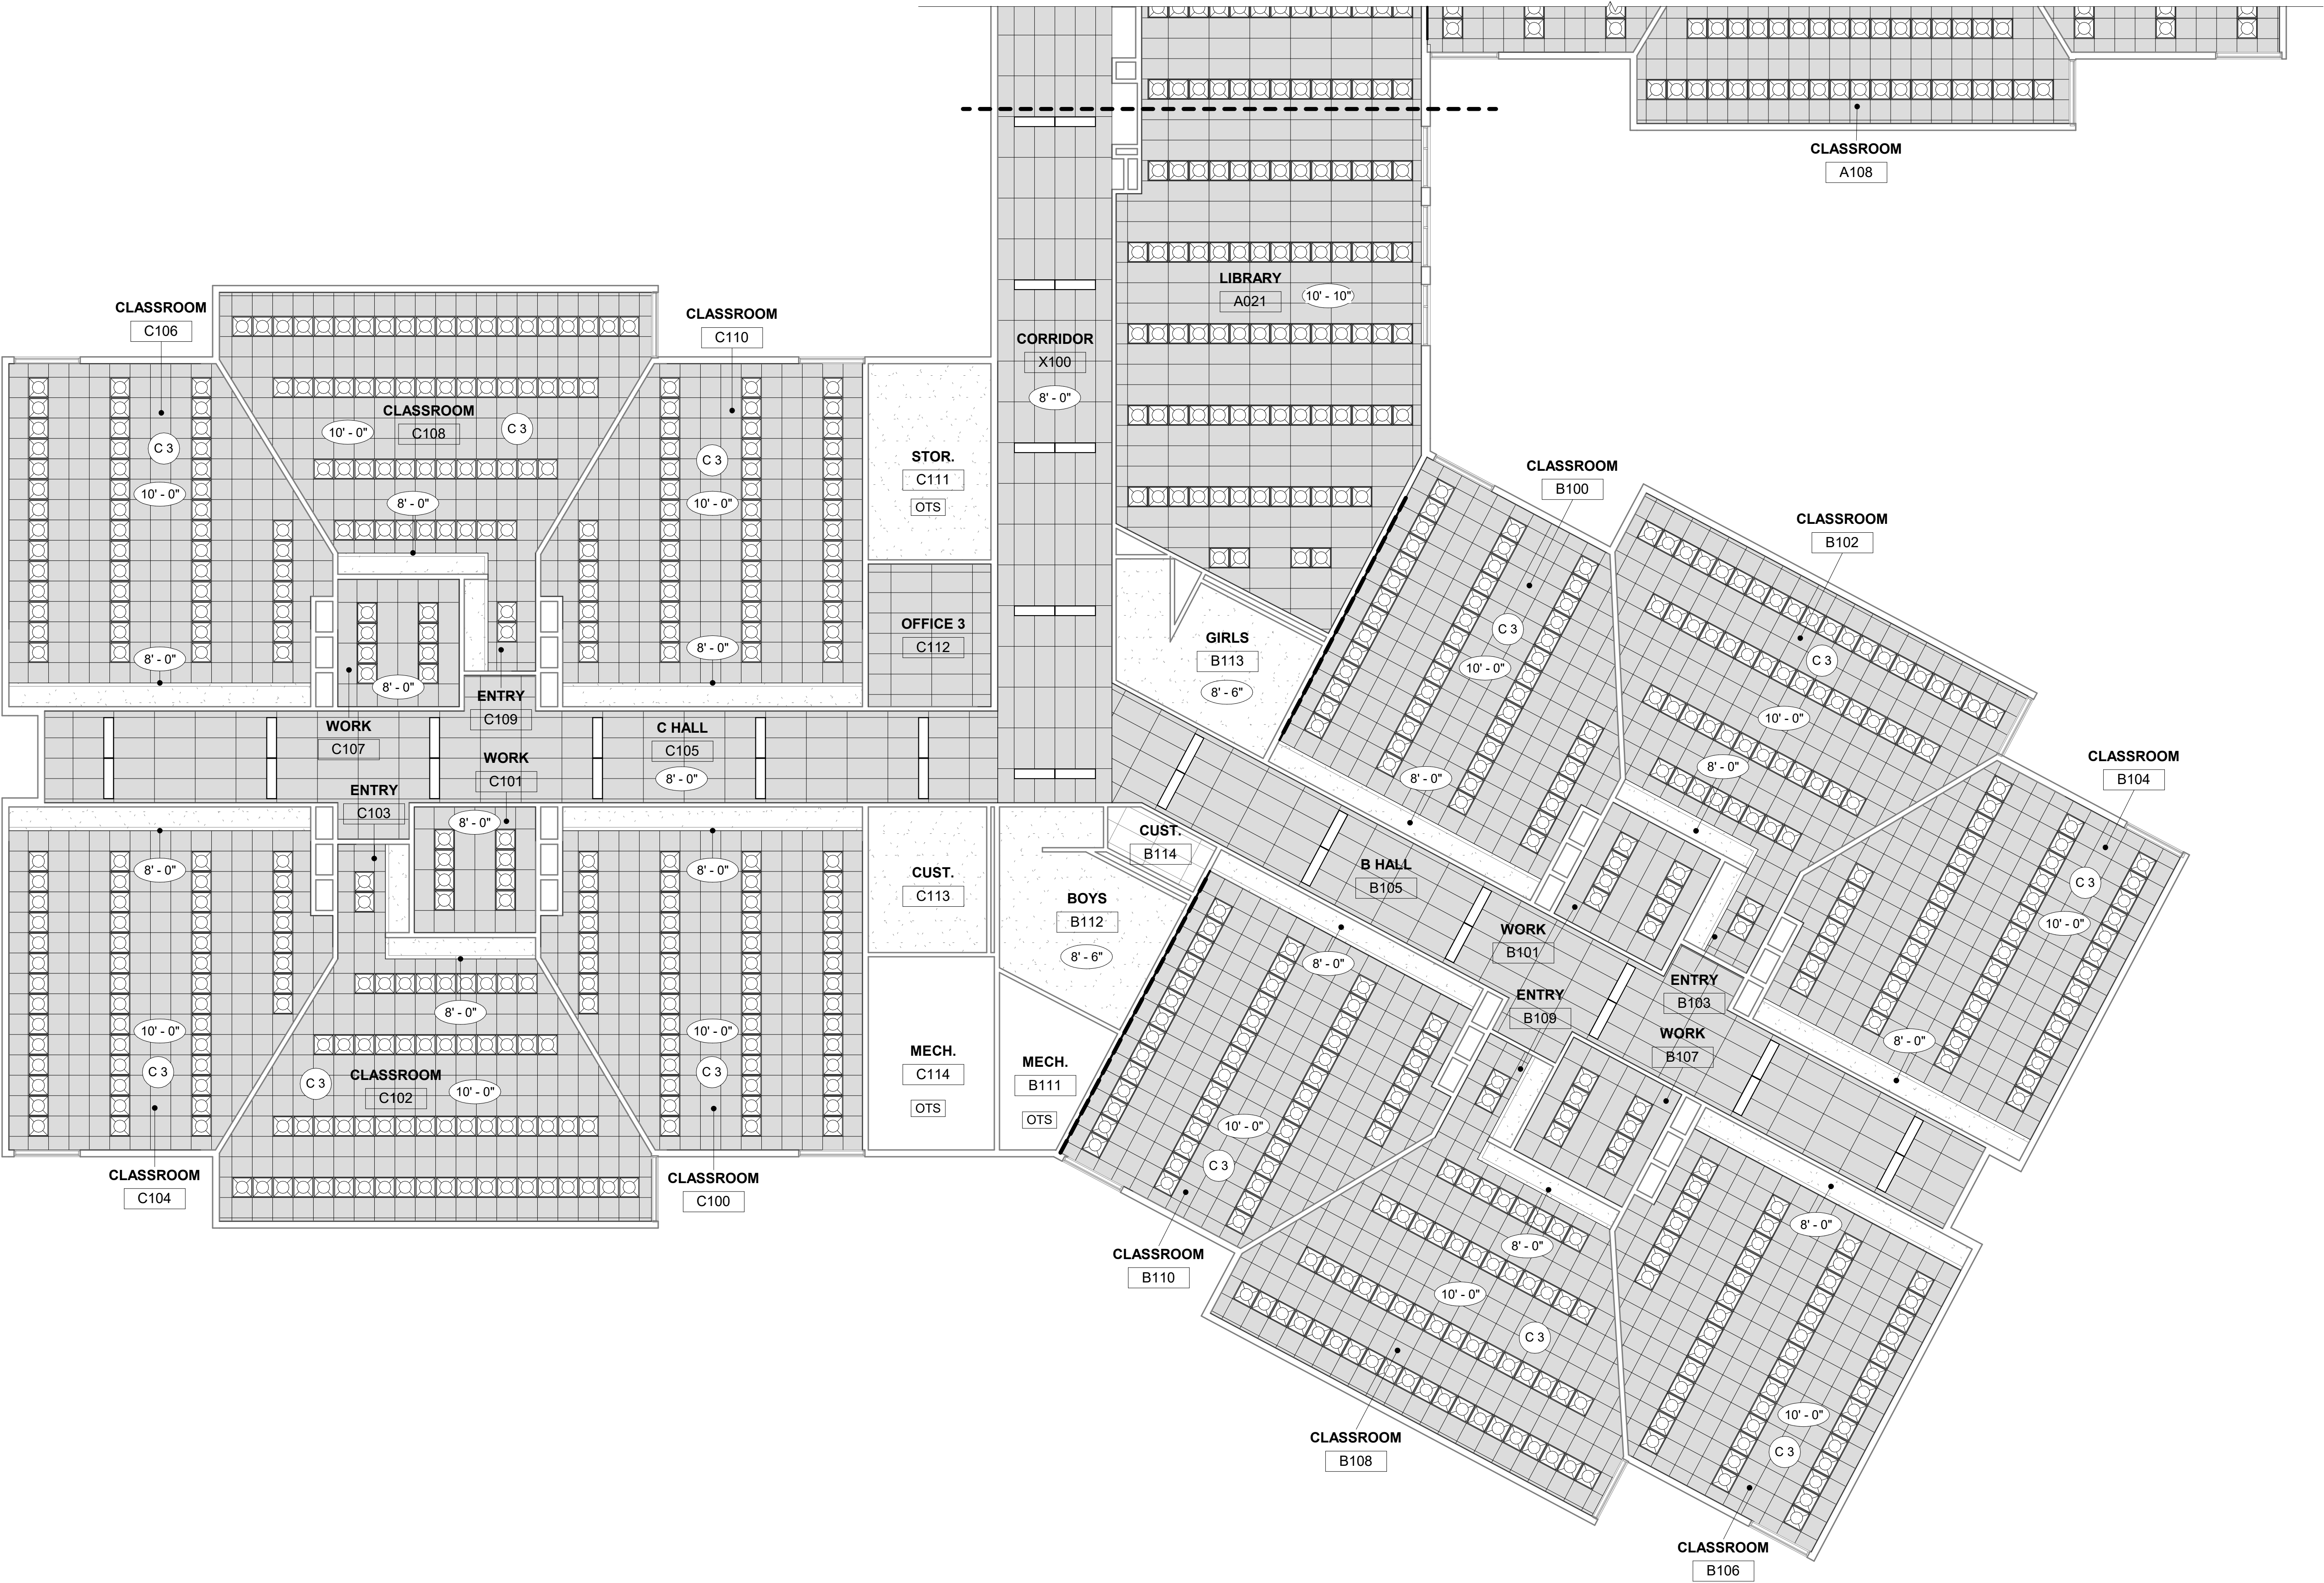 CLASSROOM
A108
LIBRARY
A021
10' - 10"
CORRIDOR
X100
8' - 0"
CLASSROOM
C106
C 3
10' - 0"
8' - 0"
CLASSROOM
C108
10' - 0"
C 3
8' - 0"
CLASSROOM
C110
C 3
10' - 0"
8' - 0"
STOR.
C111
OTS
OFFICE 3
C112
8' - 0"
WORK
C107
ENTRY
C109
C HALL
C105
8' - 0"
WORK
C101
8' - 0"
ENTRY
C103
8' - 0"
10' - 0"
C 3
CLASSROOM
C104
8' - 0"
CLASSROOM
C102
C 3
10' - 0"
8' - 0"
10' - 0"
C 3
CLASSROOM
C100
CUST.
C113
MECH.
C114
OTS
GIRLS
B113
8' - 6"
CUST.
B114
BOYS
B112
8' - 6"
MECH.
B111
OTS
CLASSROOM
B100
C 3
10' - 0"
8' - 0"
CLASSROOM
B102
C 3
10' - 0"
8' - 0"
CLASSROOM
B104
C 3
10' - 0"
8' - 0"
B HALL
B105
WORK
B101
ENTRY
B103
ENTRY
B109
WORK
B107
8' - 0"
10' - 0"
C 3
CLASSROOM
B110
8' - 0"
10' - 0"
C 3
CLASSROOM
B108
8' - 0"
10' - 0"
C 3
CLASSROOM
B106